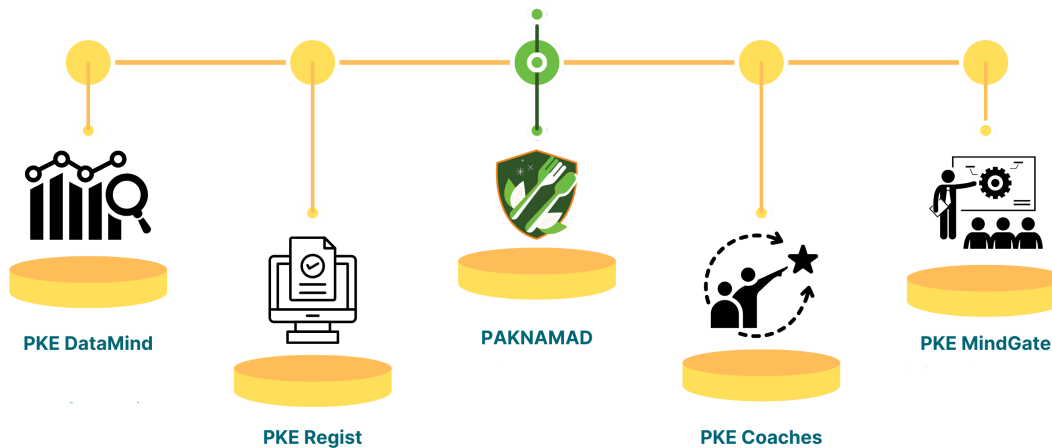 PKE DataMind
PKE Regist
PAKNAMAD
PKE Coaches
PKE MindGate